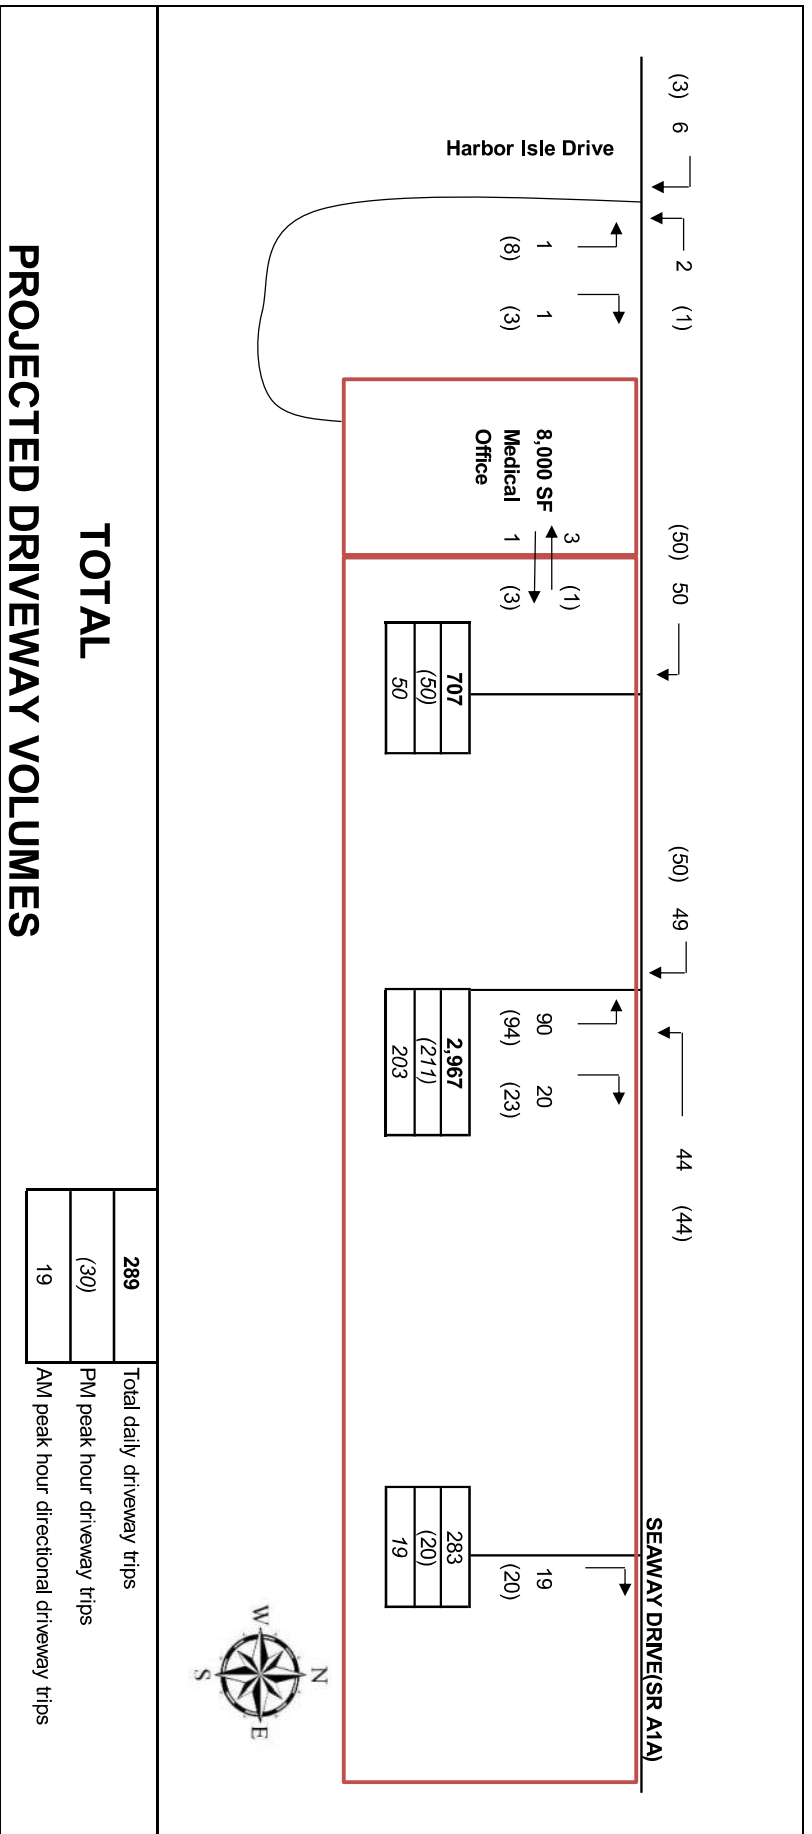 (3) 6
2 (1)
(50) 50
(50) 49
44 (44)
SEAWAY DRIVE(SR A1A)
Harbor Isle Drive
1 1
(8) (3)
8,000 SF
Medical
Office
3 (1)
1 (3)
707
(50)
50
90 20
(94) (23)
2,967
(211)
203
19
(20)
283
(20)
19
N
W E
S
TOTAL
PROJECTED DRIVEWAY VOLUMES
289 Total daily driveway trips
(30) PM peak hour driveway trips
19 AM peak hour directional driveway trips